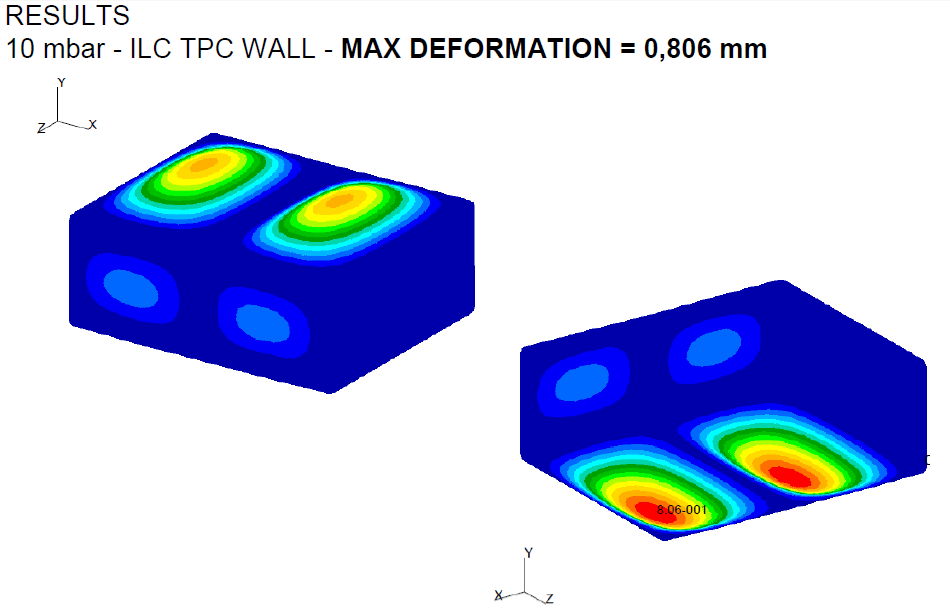 RESULTS
10 mbar - ILC TPC WALL - MAX DEFORMATION = 0,806 mm
Y
Z
X
8.06-001
Y
X
Z